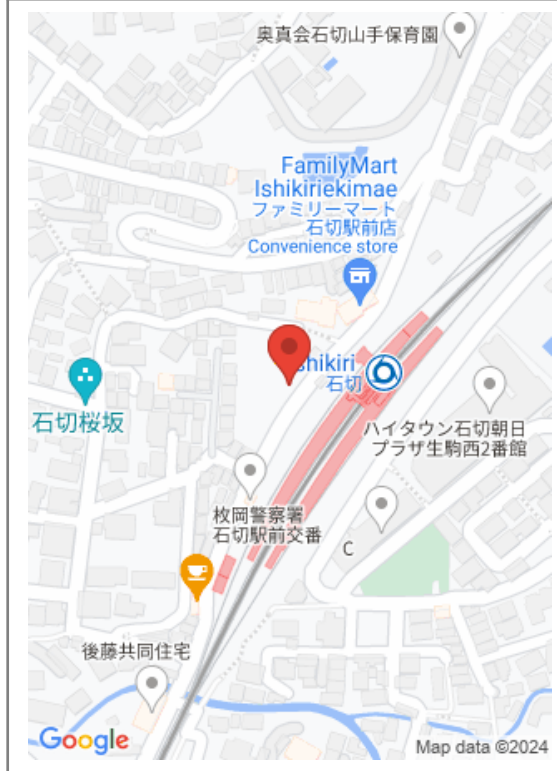 奥真会石切山手保育園
FamilyMart
Ishikiriekimae
ファミリーマート
石切駅前店
Convenience store
shikiri
石切
石切桜坂
ハイタウン石切朝日
プラザ生駒西2番館
枚岡警察署
石切駅前交番
C
後藤共同住宅
Google
Map data ©2024